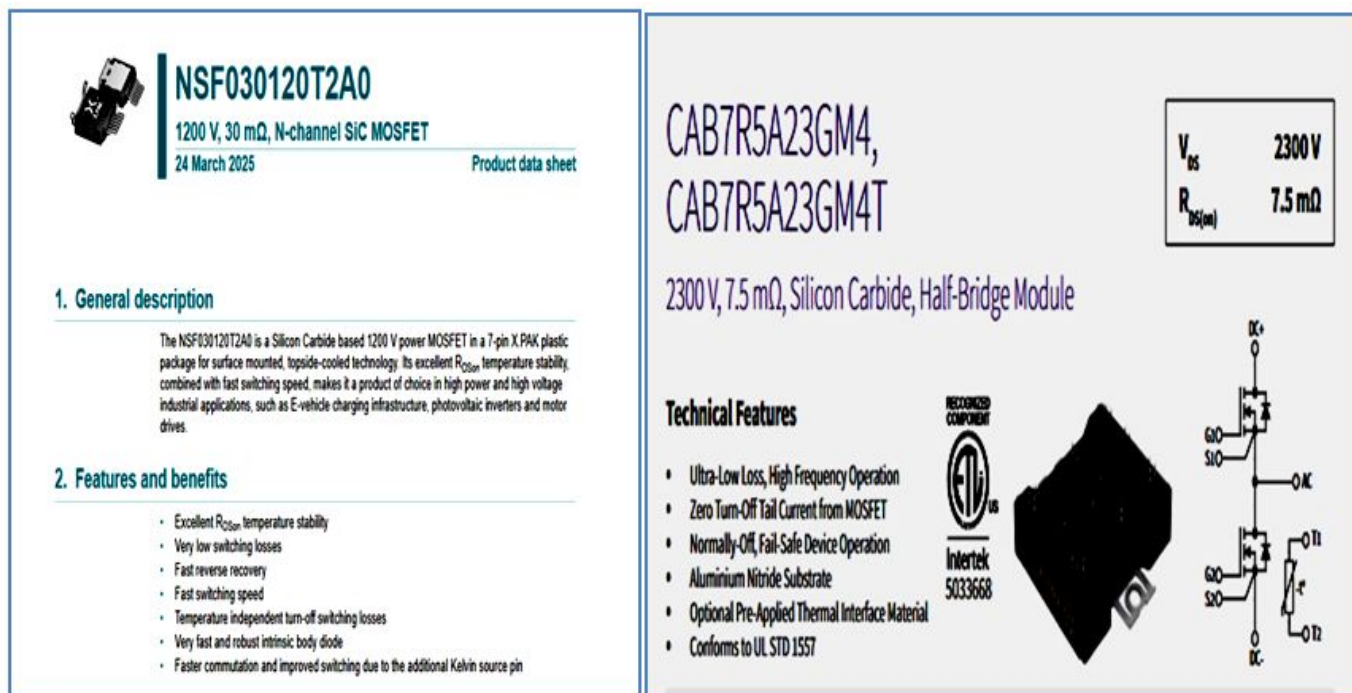 NSF030120T2A0
1200 V, 30 mΩ, N-channel SiC MOSFET
24 March 2025 Product data sheet
1. General description
The NSF030120T2A0 is a Silicon Carbide based 1200 V power MOSFET in a 7-pin X.PAK plastic
package for surface mounted, topside-cooled technology. Its excellent RDSon temperature stability,
combined with fast switching speed, makes it a product of choice in high power and high voltage
industrial applications, such as E-vehicle charging infrastructure, photovoltaic inverters and motor
drives.
2. Features and benefits
• Excellent RDSon temperature stability
• Very low switching losses
• Fast reverse recovery
• Fast switching speed
• Temperature independent turn-off switching losses
• Very fast and robust intrinsic body diode
• Faster commutation and improved switching due to the additional Kelvin source pin
CAB7R5A23GM4,
CAB7R5A23GM4T
VDS 2300 V
RDS(on) 7.5 mΩ
2300 V, 7.5 mΩ, Silicon Carbide, Half-Bridge Module
Technical Features
• Ultra-Low Loss, High Frequency Operation
• Zero Turn-Off Tail Current from MOSFET
• Normally-Off, Fail-Safe Device Operation
• Aluminium Nitride Substrate
• Optional Pre-Applied Thermal Interface Material
• Conforms to UL STD 1557
RECOGNIZED
COMPONENT
ETL
US
Intertek
5033668
DC+
G1
S1
AC
G2
S2
T1
-t°
T2
DC-